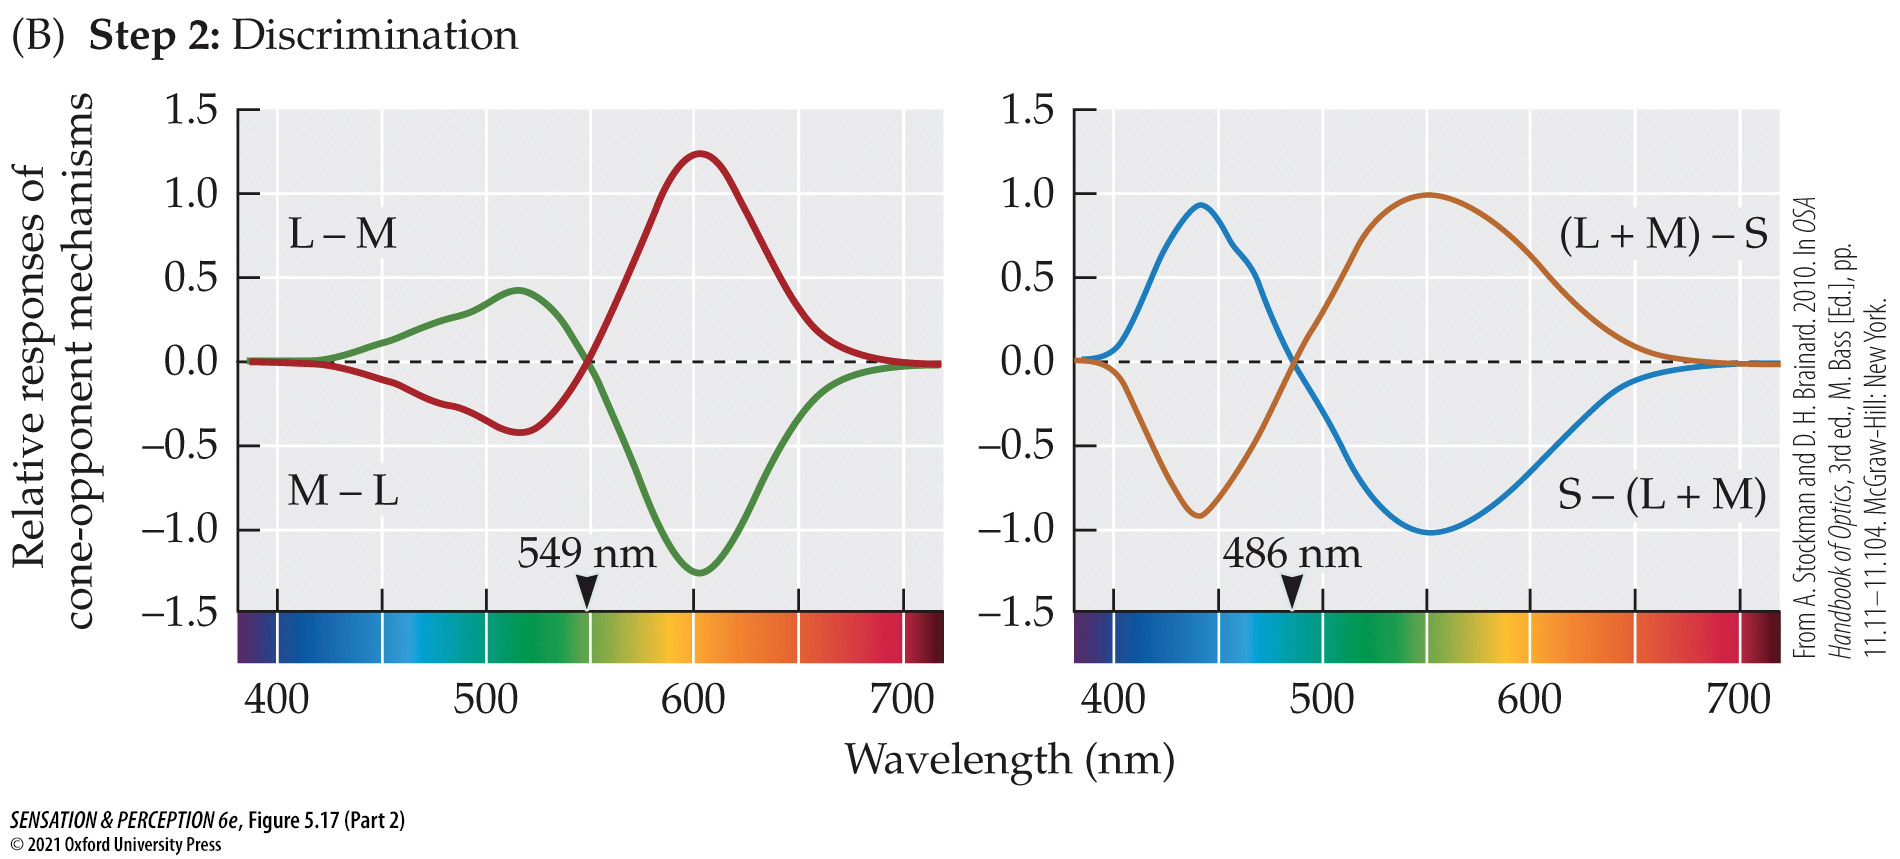 (B) Step 2: Discrimination
Relative responses of
cone-opponent mechanisms
1.5
1.0
0.5
0.0
–0.5
–1.0
–1.5
L – M
M – L
549 nm
400 500 600 700
1.5
1.0
0.5
0.0
–0.5
–1.0
–1.5
(L + M) – S
S – (L + M)
486 nm
400 500 600 700
Wavelength (nm)
From A. Stockman and D. H. Brainard. 2010. In OSA
Handbook of Optics, 3rd ed., M. Bass [Ed.], pp.
11.11–11.104. McGraw-Hill: New York.
SENSATION & PERCEPTION 6e, Figure 5.17 (Part 2)
© 2021 Oxford University Press